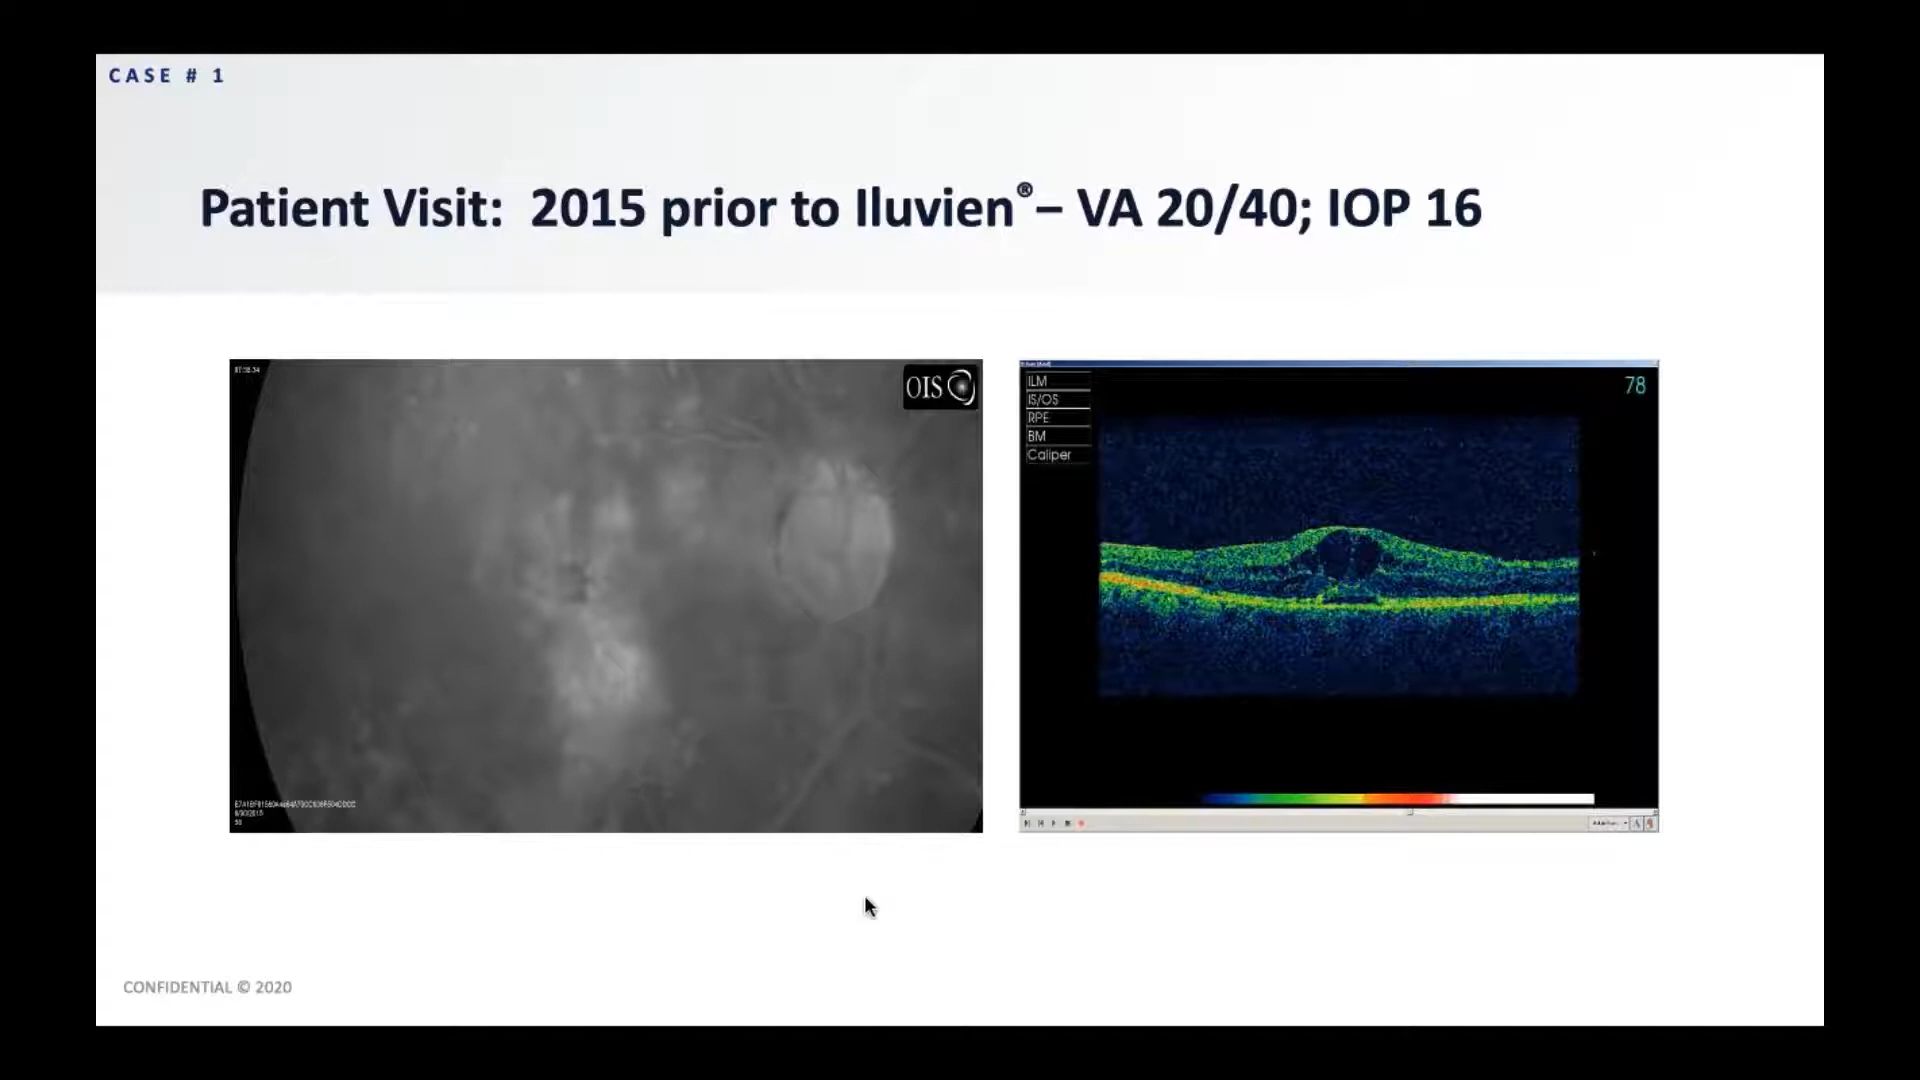 CASE # 1
Patient Visit: 2015 prior to Iluvien®– VA 20/40; IOP 16
OIS
ILM
IS/OS
RPE
BM
Caliper
78
CONFIDENTIAL © 2020